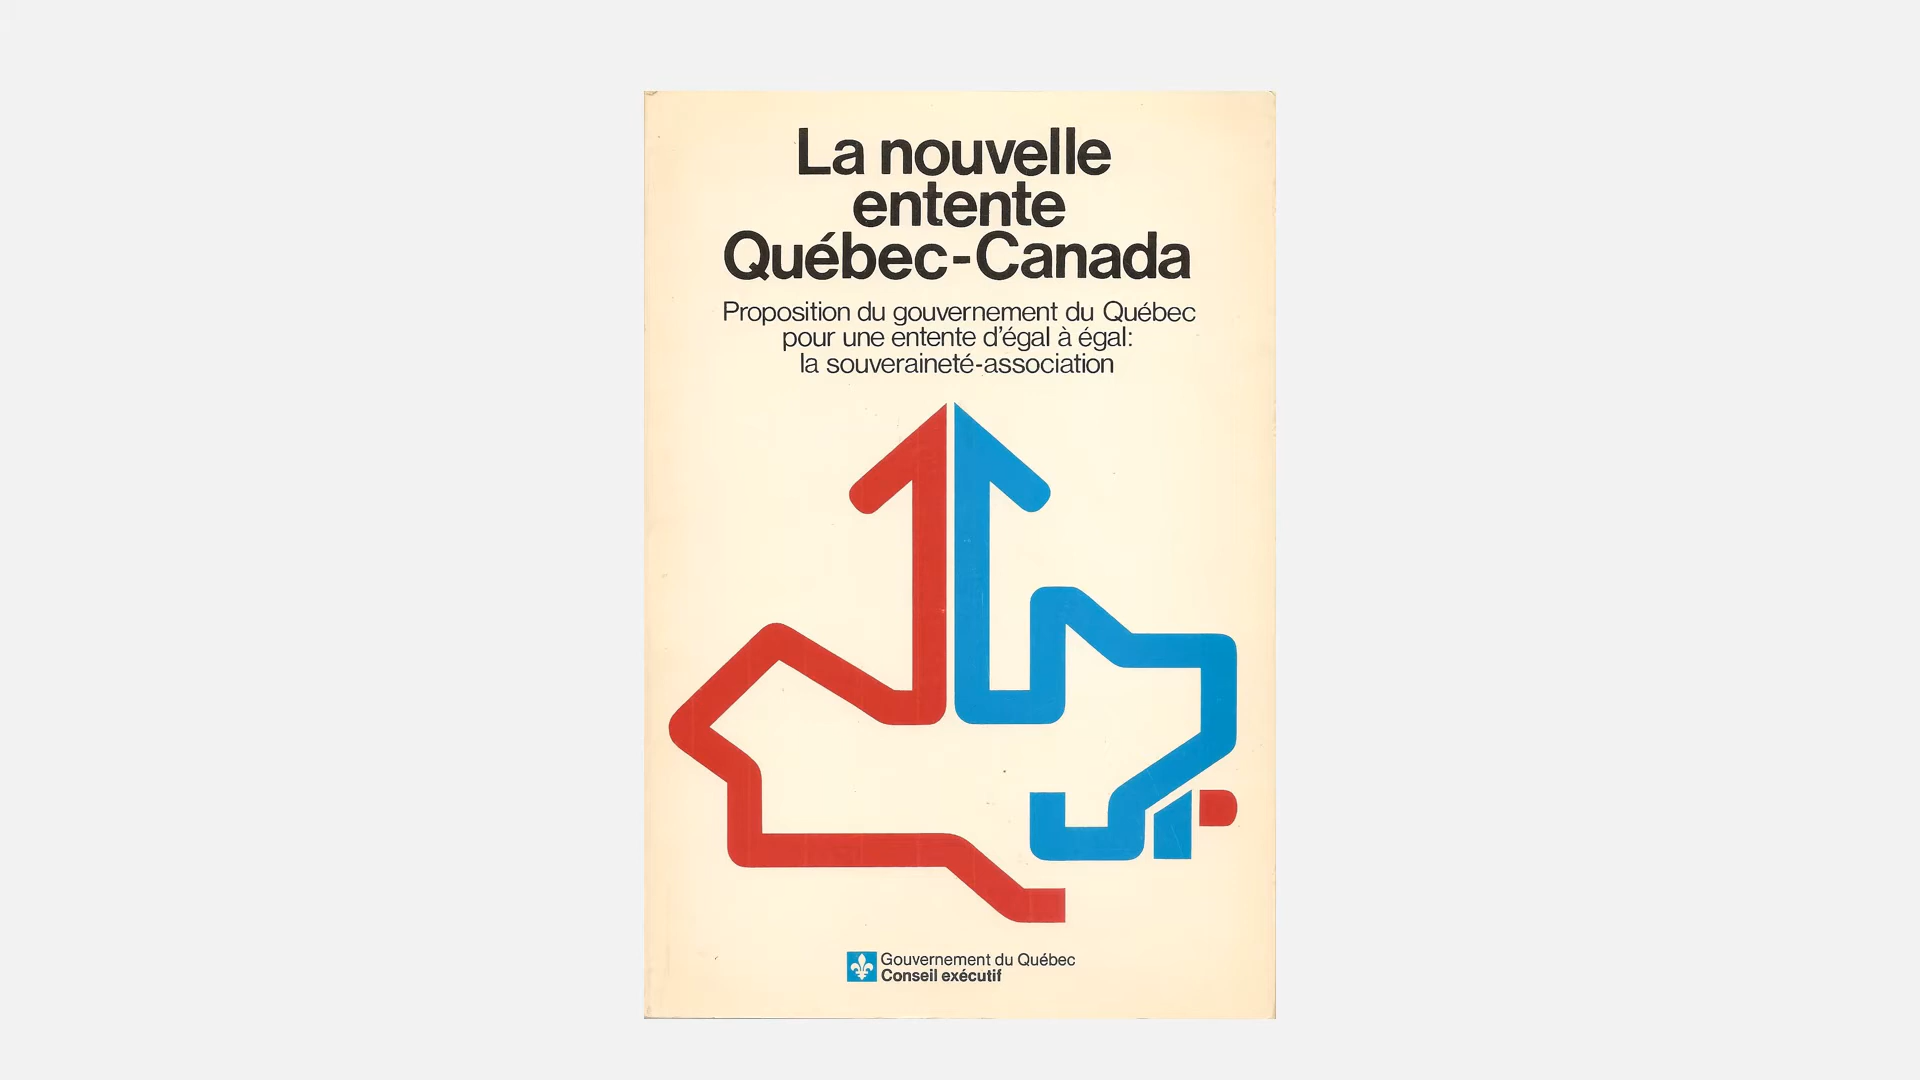 La nouvelle
entente
Québec-Canada
Proposition du gouvernement du Québec
pour une entente d'égal à égal:
la souveraineté-association
Gouvernement du Québec
Conseil exécutif